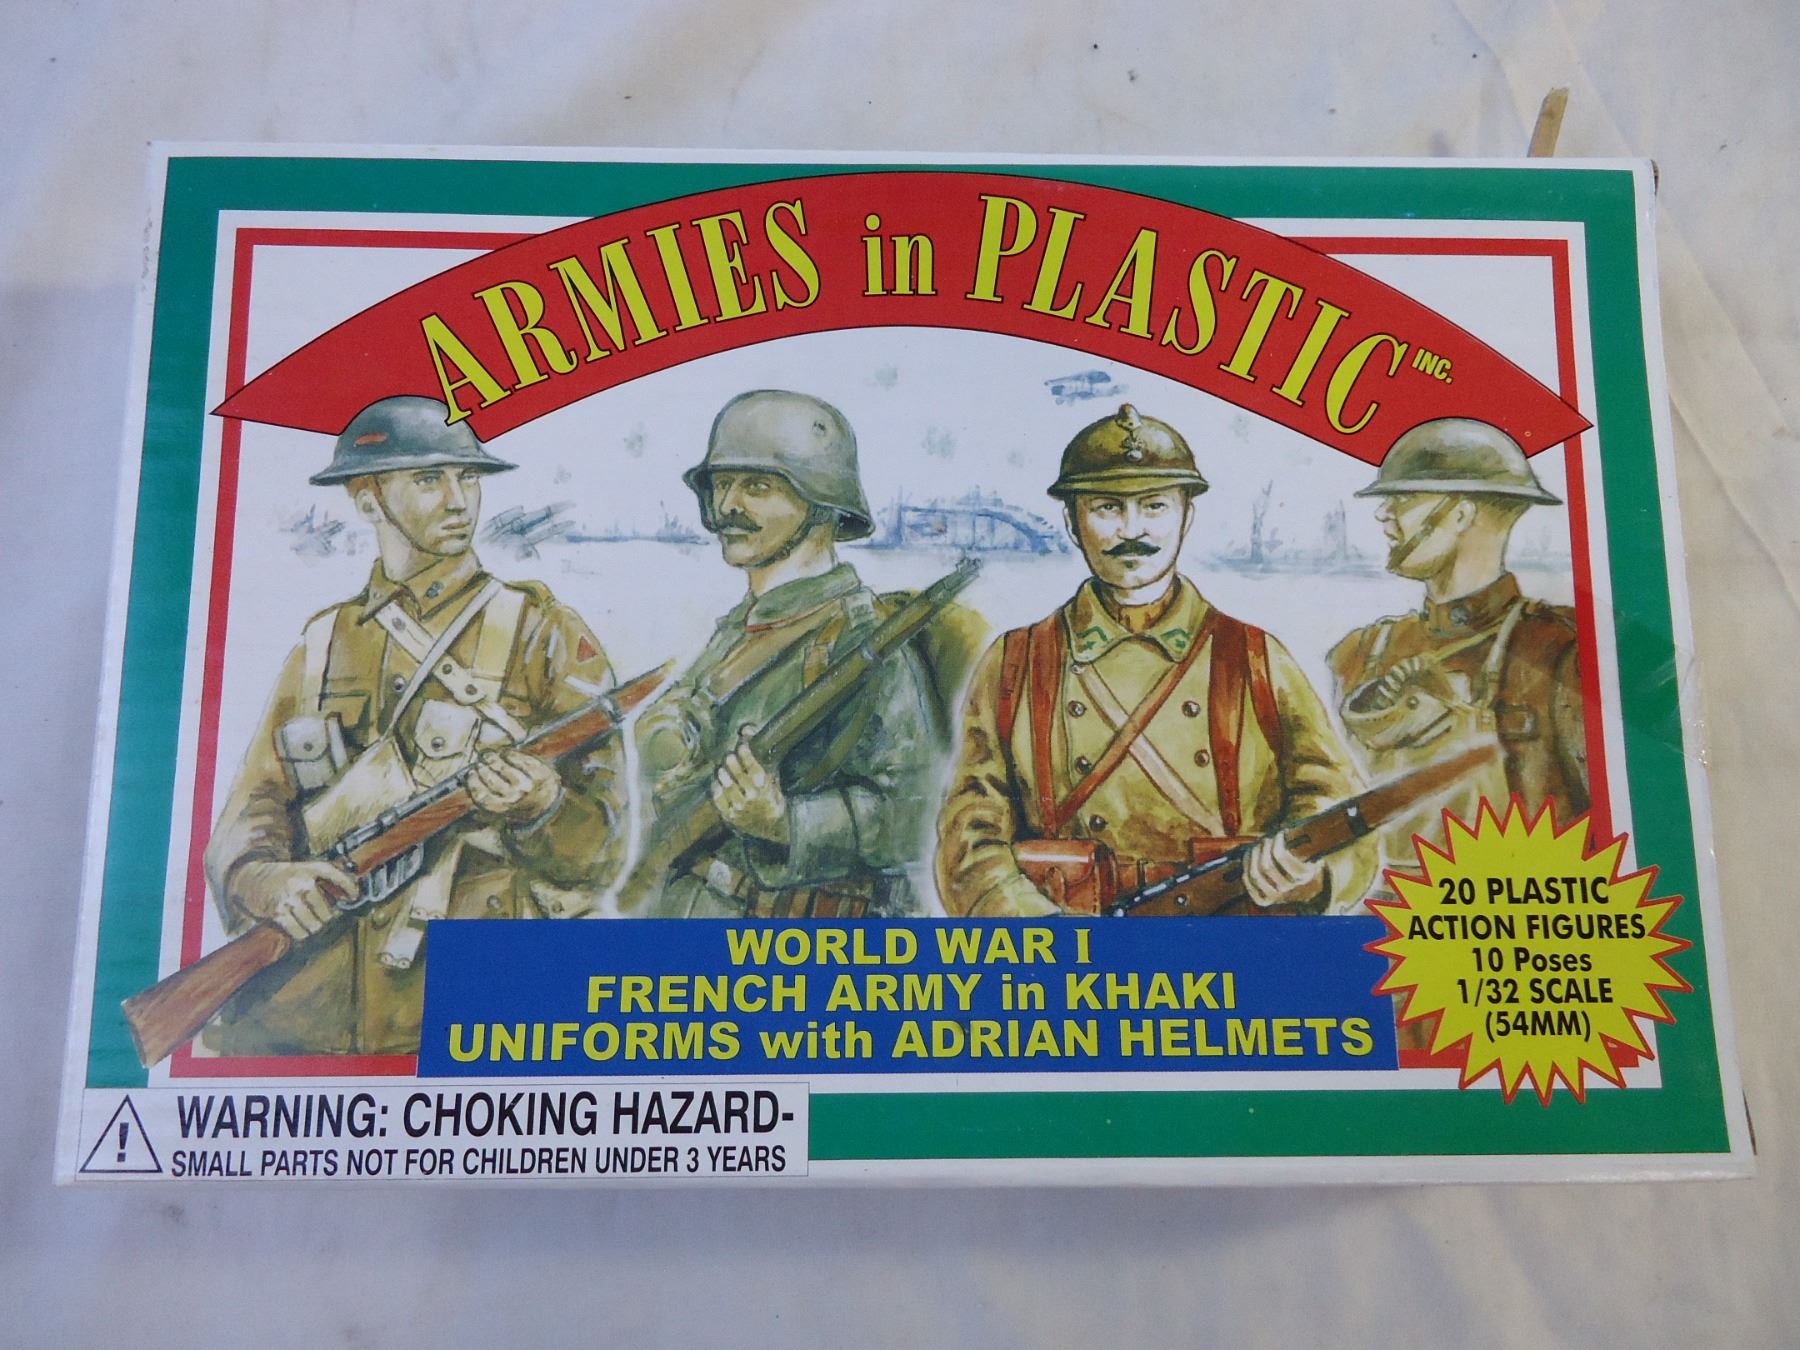 ARMIES in PLASTIC INC.
WORLD WAR I
FRENCH ARMY in KHAKI
UNIFORMS with ADRIAN HELMETS
20 PLASTIC
ACTION FIGURES
10 Poses
1/32 SCALE
(54MM)
WARNING: CHOKING HAZARD-
SMALL PARTS NOT FOR CHILDREN UNDER 3 YEARS